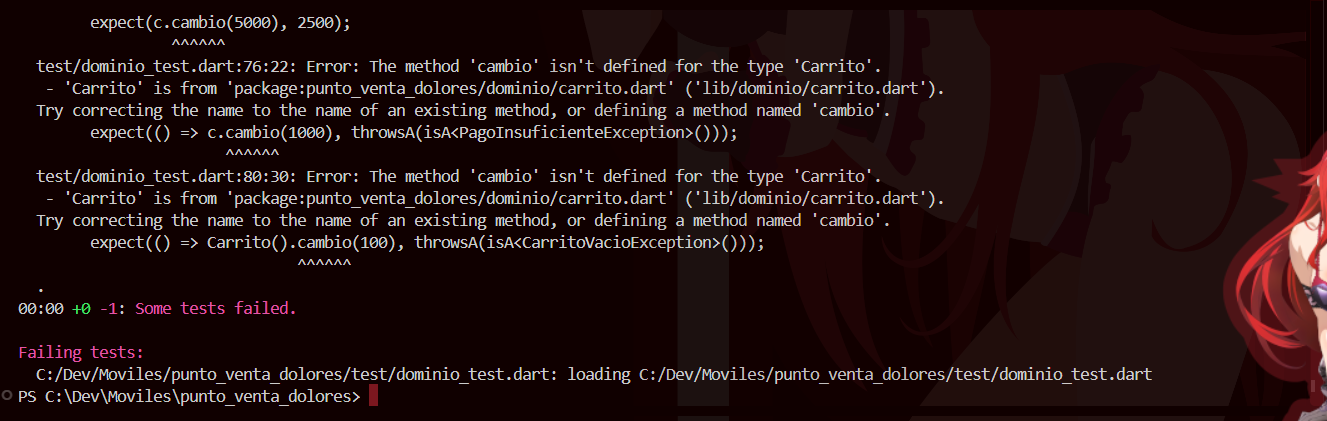 expect(c.cambio(5000), 2500);
^^^^^^
test/dominio_test.dart:76:22: Error: The method 'cambio' isn't defined for the type 'Carrito'.
- 'Carrito' is from 'package:punto_venta_dolores/dominio/carrito.dart' ('lib/dominio/carrito.dart').
Try correcting the name to the name of an existing method, or defining a method named 'cambio'.
expect(() => c.cambio(1000), throwsA(isA<PagoInsuficienteException>()));
^^^^^^
test/dominio_test.dart:80:30: Error: The method 'cambio' isn't defined for the type 'Carrito'.
- 'Carrito' is from 'package:punto_venta_dolores/dominio/carrito.dart' ('lib/dominio/carrito.dart').
Try correcting the name to the name of an existing method, or defining a method named 'cambio'.
expect(() => Carrito().cambio(100), throwsA(isA<CarritoVacioException>()));
^^^^^^
.
00:00 +0 -1: Some tests failed.
Failing tests:
C:/Dev/Moviles/punto_venta_dolores/test/dominio_test.dart: loading C:/Dev/Moviles/punto_venta_dolores/test/dominio_test.dart
PS C:\Dev\Moviles\punto_venta_dolores>